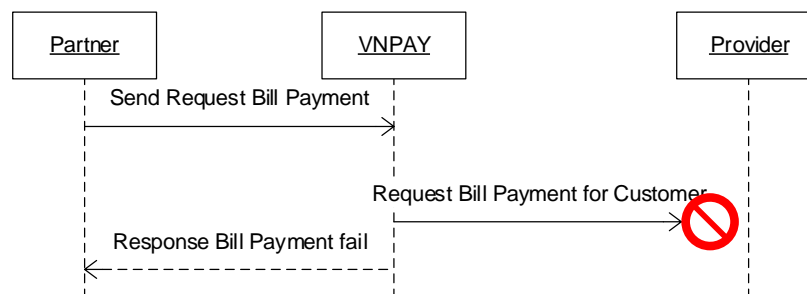 Partner
VNPAY
Provider
Send Request Bill Payment
Request Bill Payment for Customer
Response Bill Payment fail